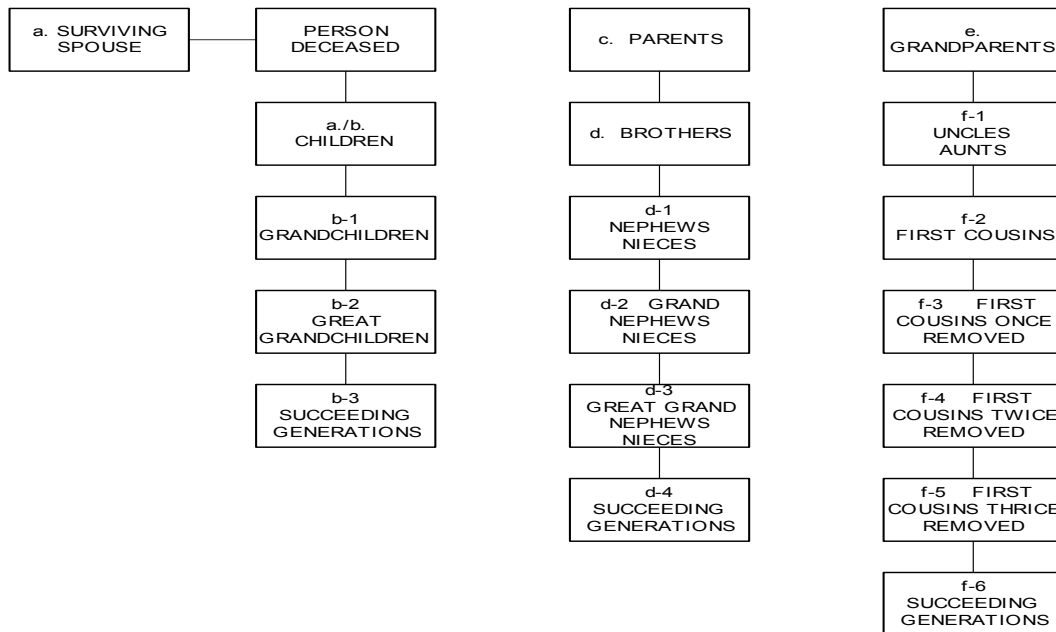 a. SURVIVING
SPOUSE
PERSON
DECEASED
a./b.
CHILDREN
b-1
GRANDCHILDREN
b-2
GREAT
GRANDCHILDREN
b-3
SUCCEEDING
GENERATIONS
c. PARENTS
d. BROTHERS
d-1
NEPHEWS
NIECES
d-2 GRAND
NEPHEWS
NIECES
d-3
GREAT GRAND
NEPHEWS
NIECES
d-4
SUCCEEDING
GENERATIONS
e.
GRANDPARENTS
f-1
UNCLES
AUNTS
f-2
FIRST COUSINS
f-3 FIRST
COUSINS ONCE
REMOVED
f-4 FIRST
COUSINS TWICE
REMOVED
f-5 FIRST
COUSINS THRICE
REMOVED
f-6
SUCCEEDING
GENERATIONS